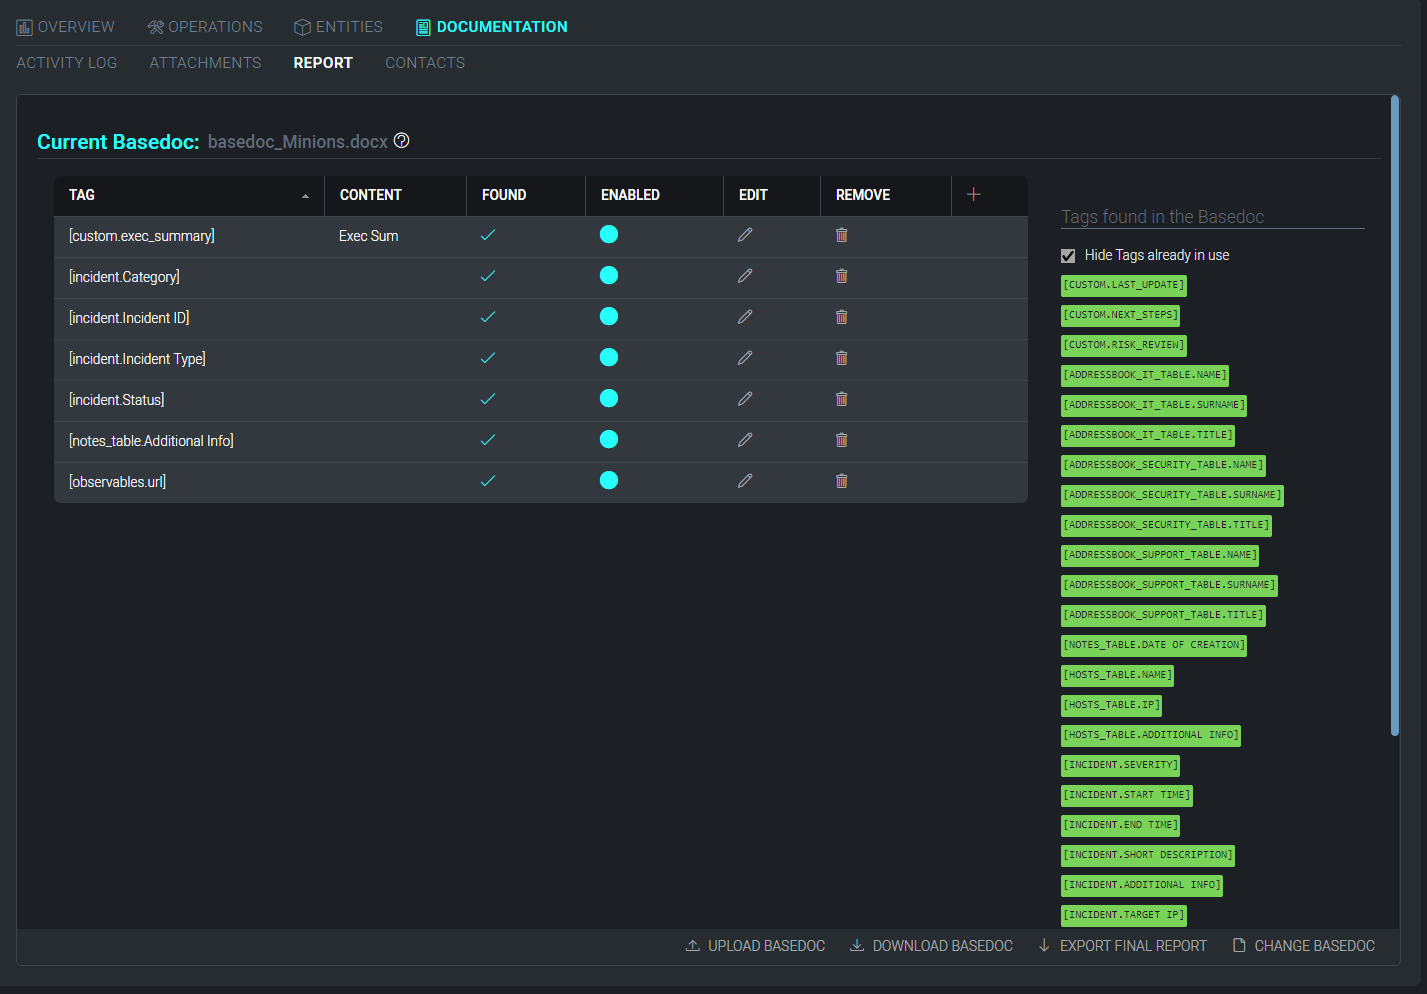 OVERVIEW OPERATIONS ENTITIES DOCUMENTATION
ACTIVITY LOG ATTACHMENTS REPORT CONTACTS
Current Basedoc: basedoc_Minions.docx
TAG CONTENT FOUND ENABLED EDIT REMOVE
[custom.exec_summary] Exec Sum
[incident.Category]
[incident.Incident ID]
[incident.Incident Type]
[incident.Status]
[notes_table.Additional Info]
[observables.url]
Tags found in the Basedoc
Hide Tags already in use
[CUSTOM.LAST_UPDATE]
[CUSTOM.NEXT_STEPS]
[CUSTOM.RISK_REVIEW]
[ADDRESSBOOK_IT_TABLE.NAME]
[ADDRESSBOOK_IT_TABLE.SURNAME]
[ADDRESSBOOK_IT_TABLE.TITLE]
[ADDRESSBOOK_SECURITY_TABLE.NAME]
[ADDRESSBOOK_SECURITY_TABLE.SURNAME]
[ADDRESSBOOK_SECURITY_TABLE.TITLE]
[ADDRESSBOOK_SUPPORT_TABLE.NAME]
[ADDRESSBOOK_SUPPORT_TABLE.SURNAME]
[ADDRESSBOOK_SUPPORT_TABLE.TITLE]
[NOTES_TABLE.DATE OF CREATION]
[HOSTS_TABLE.NAME]
[HOSTS_TABLE.IP]
[HOSTS_TABLE.ADDITIONAL INFO]
[INCIDENT.SEVERITY]
[INCIDENT.START TIME]
[INCIDENT.END TIME]
[INCIDENT.SHORT DESCRIPTION]
[INCIDENT.ADDITIONAL INFO]
[INCIDENT.TARGET IP]
UPLOAD BASEDOC DOWNLOAD BASEDOC EXPORT FINAL REPORT CHANGE BASEDOC